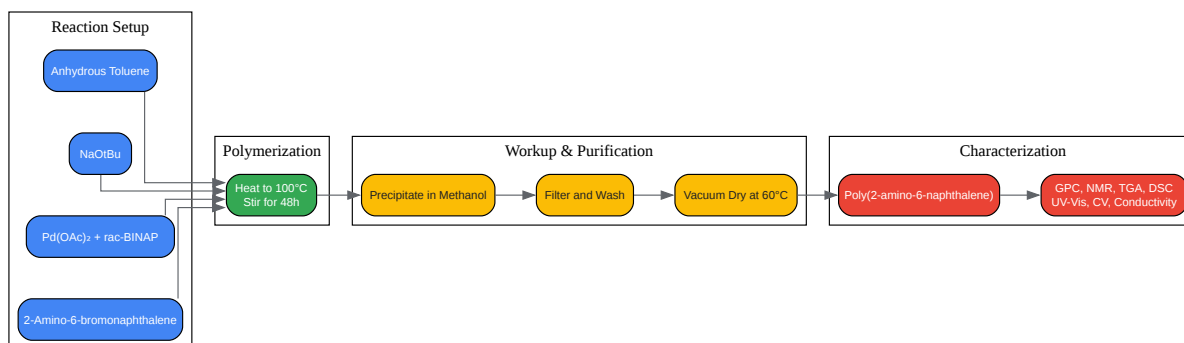 Reaction Setup
Anhydrous Toluene
NaOtBu
Pd(OAc)₂ + rac-BINAP
2-Amino-6-bromonaphthalene
Polymerization
Heat to 100°C
Stir for 48h
Workup & Purification
Precipitate in Methanol
Filter and Wash
Vacuum Dry at 60°C
Characterization
Poly(2-amino-6-naphthalene)
GPC, NMR, TGA, DSC
UV-Vis, CV, Conductivity